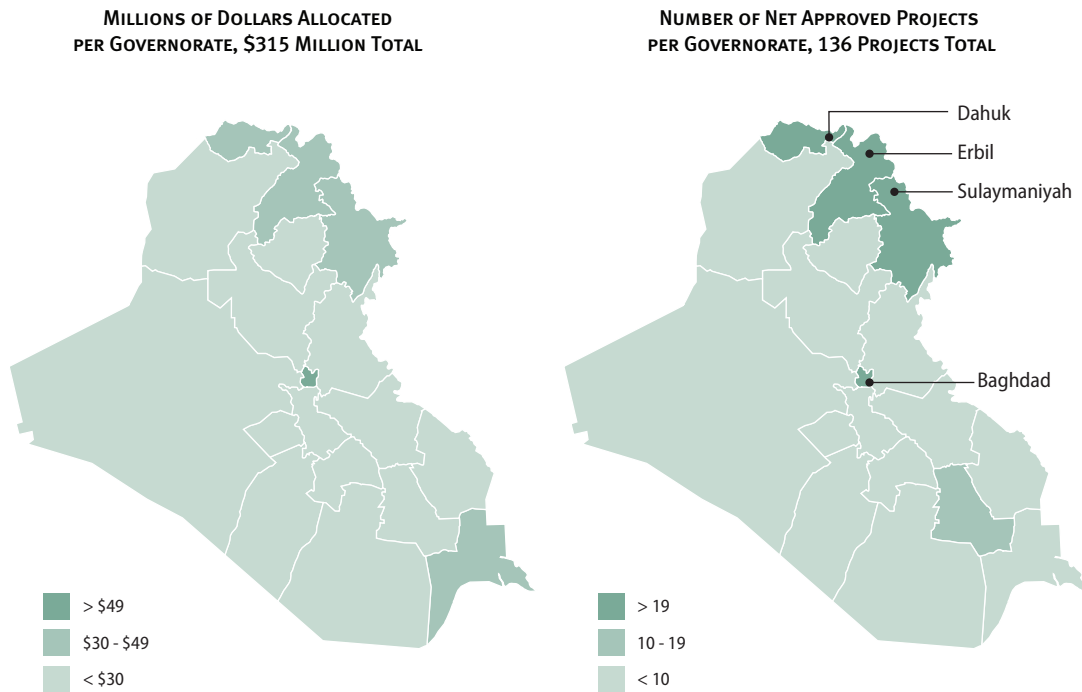 Millions of Dollars Allocated
per Governorate, $315 Million Total
> $49
$30 - $49
< $30
Number of Net Approved Projects
per Governorate, 136 Projects Total
Dahuk
Erbil
Sulaymaniyah
Baghdad
> 19
10 - 19
< 10